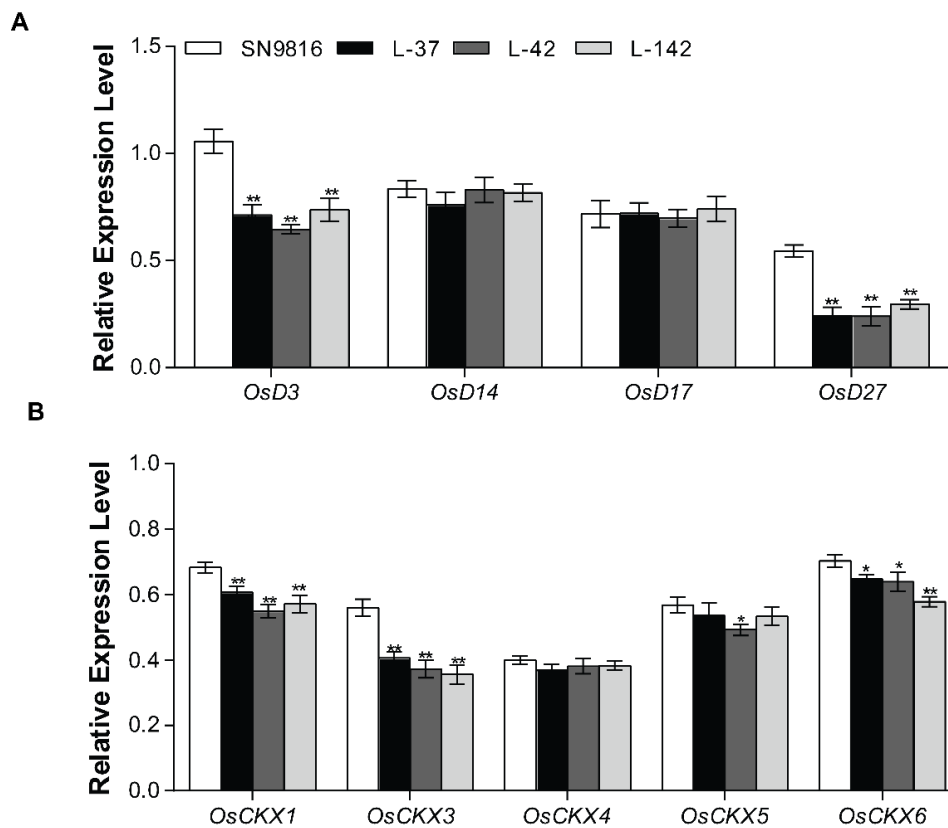 A
SN9816 L-37 L-42 L-142
Relative Expression Level
1.5
1.0
0.5
0.0
** ** **
** ** **
OsD3 OsD14 OsD17 OsD27
B
Relative Expression Level
1.0
0.8
0.6
0.4
0.2
0.0
** ** **
** ** **
*
* * **
OsCKX1 OsCKX3 OsCKX4 OsCKX5 OsCKX6